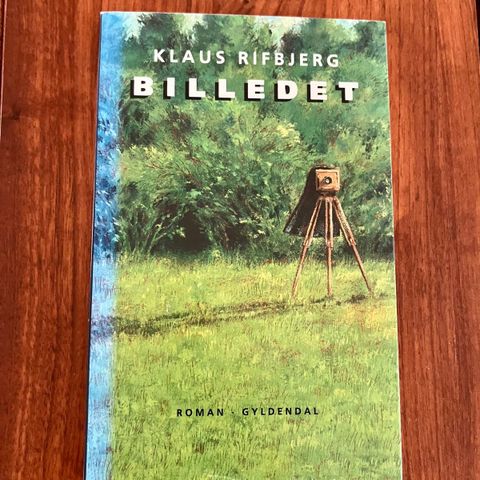 KLAUS RIFBJERG
BILLEDET
ROMAN · GYLDENDAL